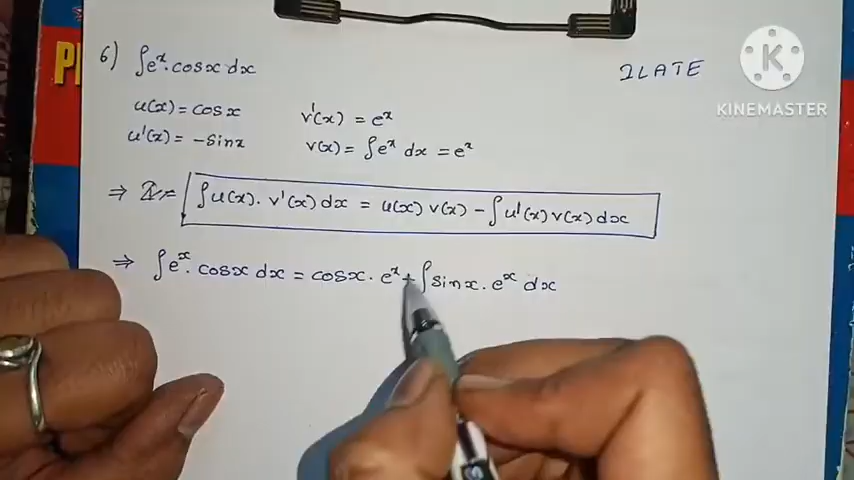 6) ∫eˣ. cosx dx
ILATE
K
KINEMASTER
u(x) = cosx
v'(x) = eˣ
u'(x) = -sinx
v(x) = ∫eˣ dx = eˣ
⇒ ∫u(x). v'(x)dx = u(x) v(x) - ∫u'(x) v(x)dx
⇒ ∫eˣ. cosx dx = cosx. eˣ + ∫sinx. eˣ dx